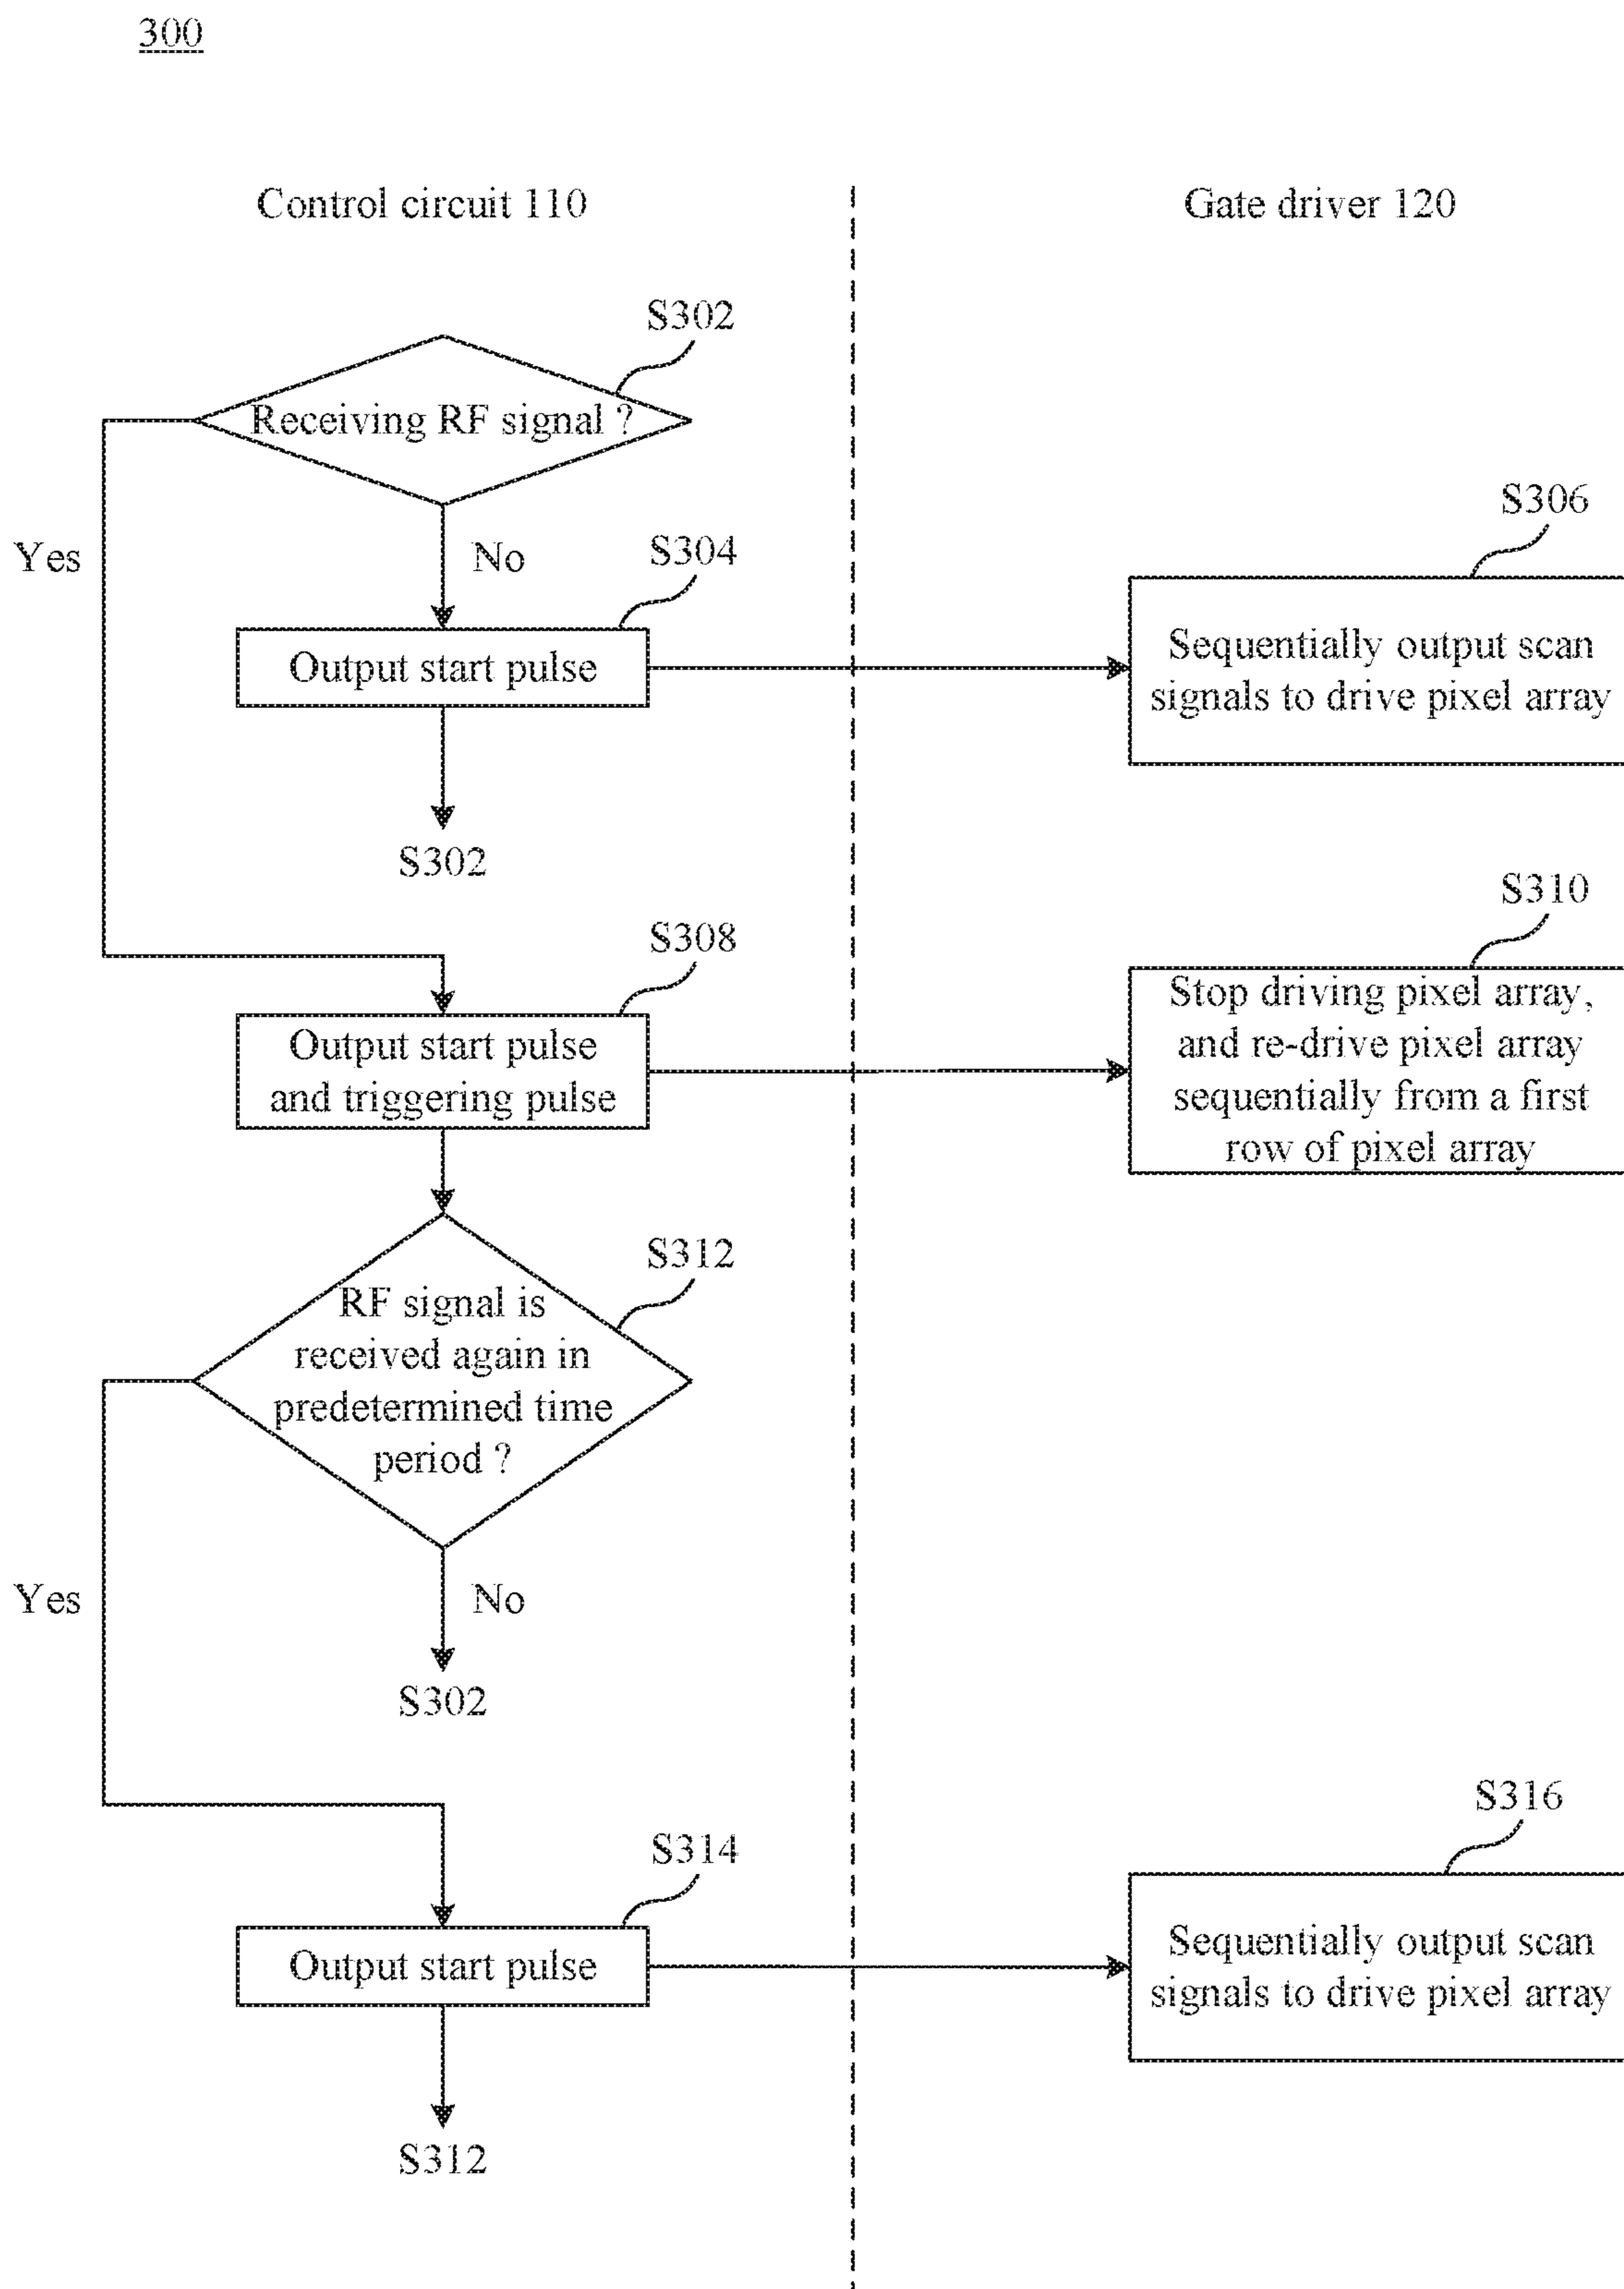 300
Control circuit 110
Gate driver 120
S302
Receiving RF signal ?
Yes
No
S304
Output start pulse
S302
S306
Sequentially output scan
signals to drive pixel array
S308
Output start pulse
and triggering pulse
S310
Stop driving pixel array,
and re-drive pixel array
sequentially from a first
row of pixel array
S312
RF signal is
received again in
predetermined time
period ?
Yes
No
S302
S314
Output start pulse
S312
S316
Sequentially output scan
signals to drive pixel array